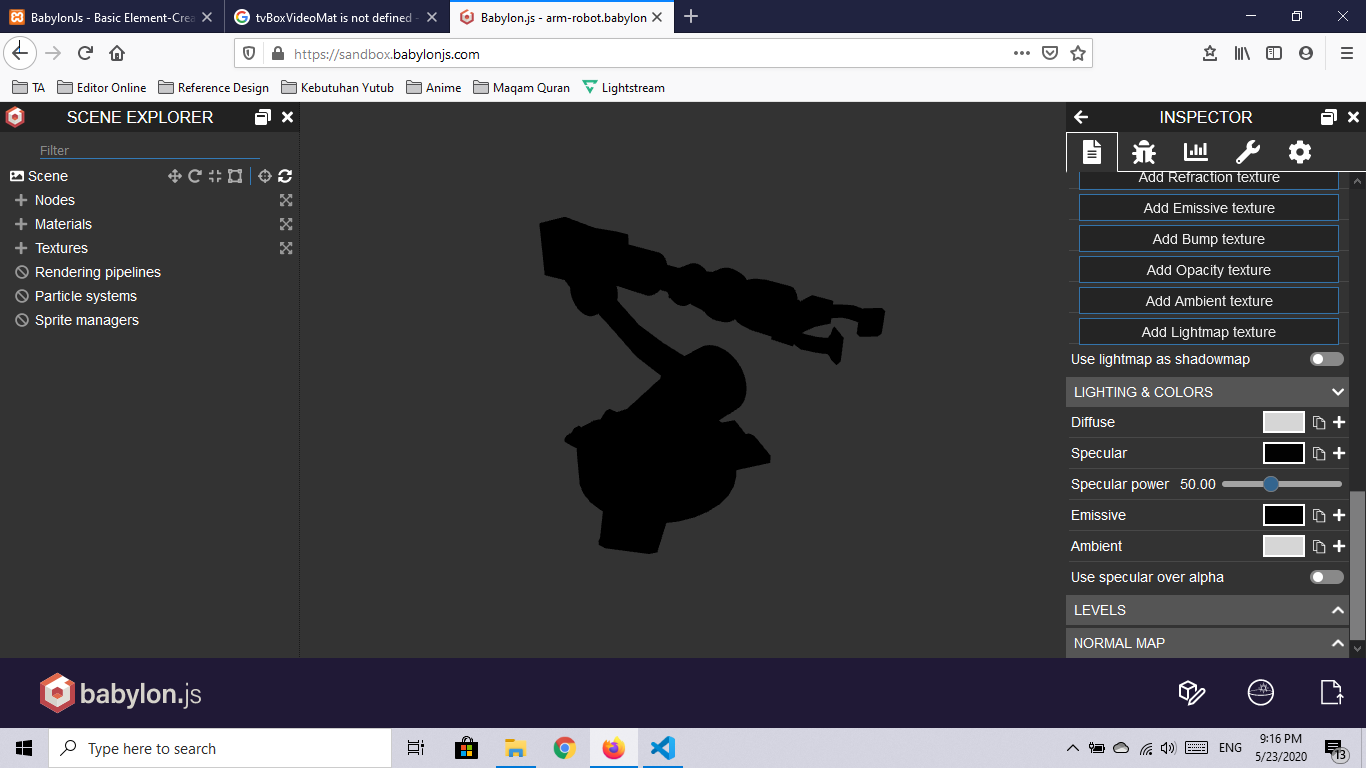 BabylonJs - Basic Element-Crea
tvBoxVideoMat is not defined -
Babylon.js - arm-robot.babylon
https://sandbox.babylonjs.com
TA
Editor Online
Reference Design
Kebutuhan Yutub
Anime
Maqam Quran
Lightstream
SCENE EXPLORER
Filter
Scene
Nodes
Materials
Textures
Rendering pipelines
Particle systems
Sprite managers
INSPECTOR
Add Refraction texture
Add Emissive texture
Add Bump texture
Add Opacity texture
Add Ambient texture
Add Lightmap texture
Use lightmap as shadowmap
LIGHTING & COLORS
Diffuse
Specular
Specular power 50.00
Emissive
Ambient
Use specular over alpha
LEVELS
NORMAL MAP
babylon.js
Type here to search
ENG
9:16 PM
5/23/2020
13